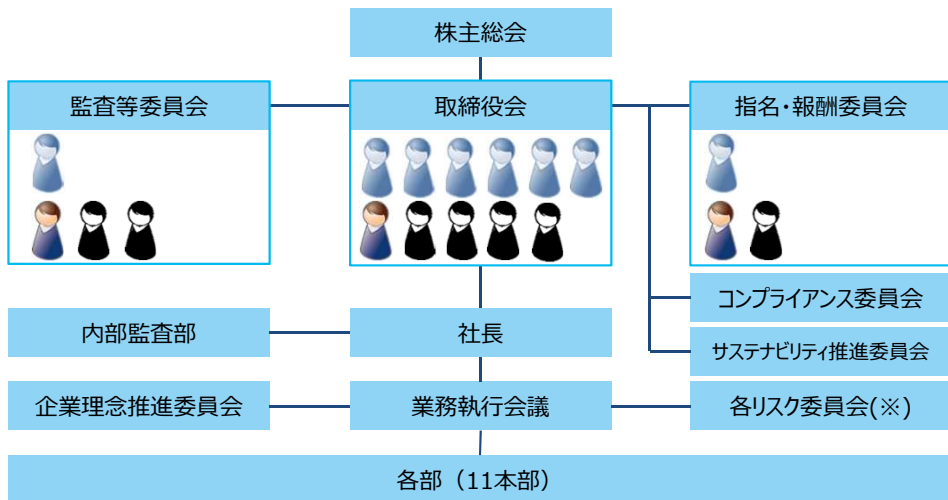 株主総会
監査等委員会
取締役会
指名・報酬委員会
コンプライアンス委員会
内部監査部
社長
サステナビリティ推進委員会
企業理念推進委員会
業務執行会議
各リスク委員会(※)
各部（11本部）